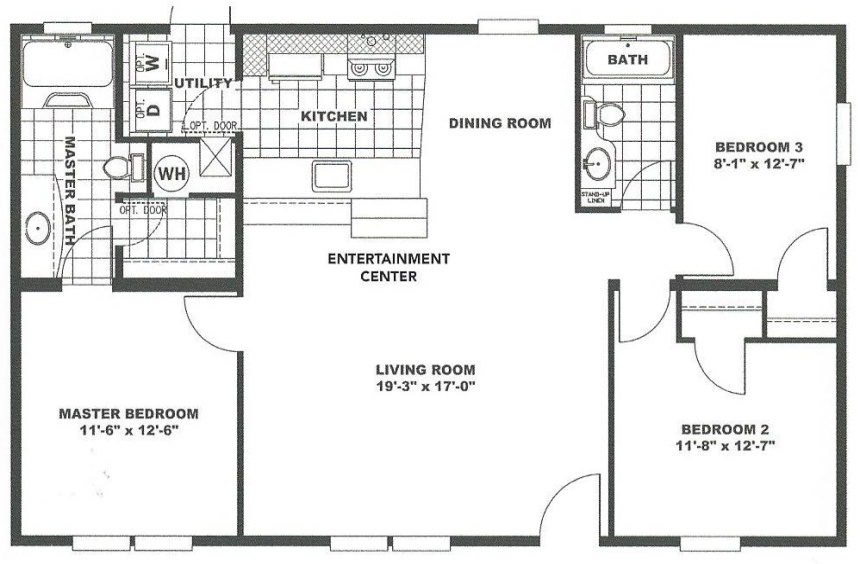 OPT.
W
UTILITY
OPT.
D
OPT. DOOR
KITCHEN
DINING ROOM
BATH
BEDROOM 3
8'-1" x 12'-7"
MASTER BATH
WH
OPT. DOOR
STAND-UP
LINEN
ENTERTAINMENT
CENTER
LIVING ROOM
19'-3" x 17'-0"
MASTER BEDROOM
11'-6" x 12'-6"
BEDROOM 2
11'-8" x 12'-7"